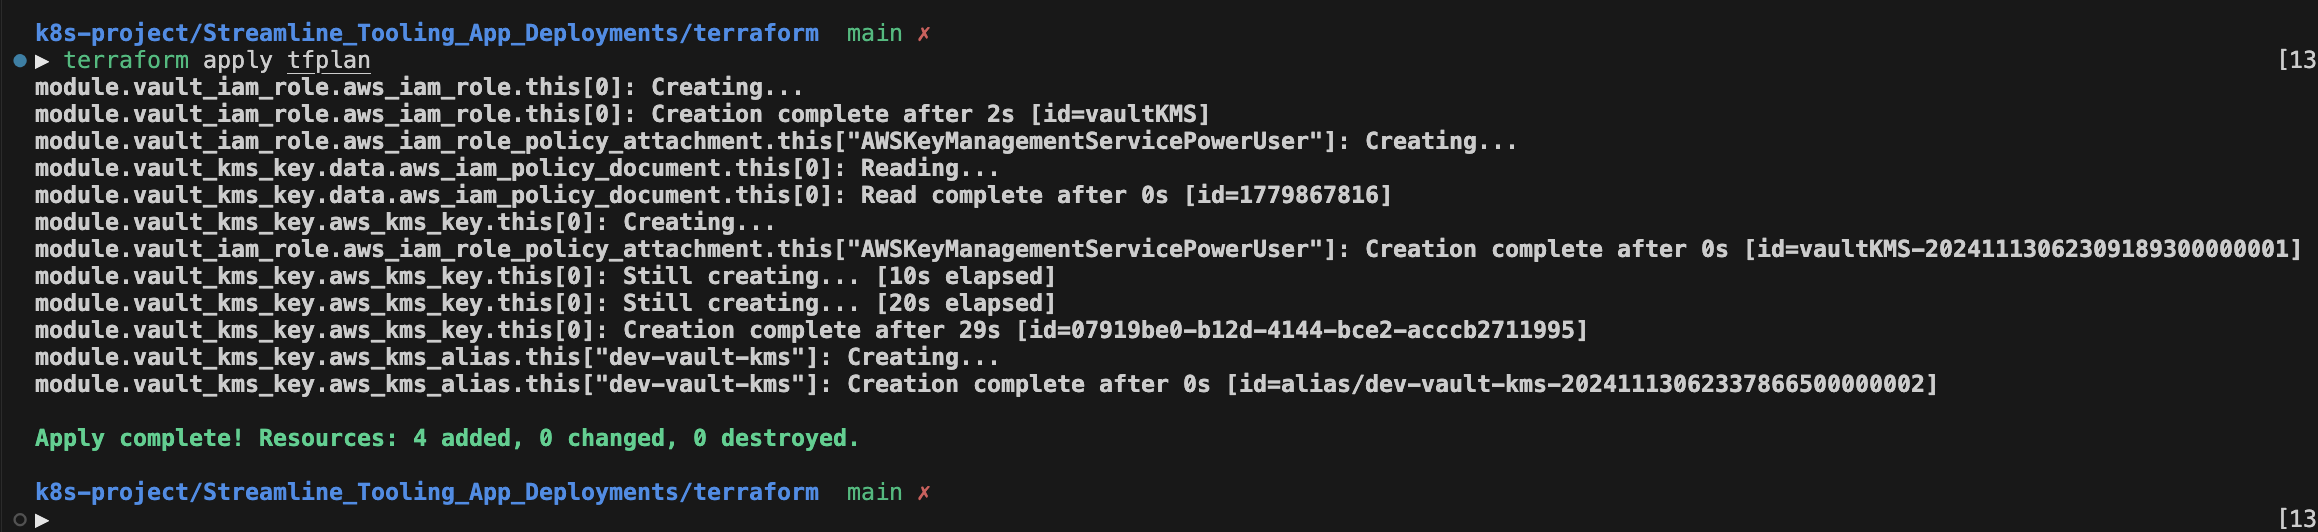 k8s-project/Streamline_Tooling_App_Deployments/terraform main ✗
▶ terraform apply tfplan [13
module.vault_iam_role.aws_iam_role.this[0]: Creating...
module.vault_iam_role.aws_iam_role.this[0]: Creation complete after 2s [id=vaultKMS]
module.vault_iam_role.aws_iam_role_policy_attachment.this["AWSKeyManagementServicePowerUser"]: Creating...
module.vault_kms_key.data.aws_iam_policy_document.this[0]: Reading...
module.vault_kms_key.data.aws_iam_policy_document.this[0]: Read complete after 0s [id=1779867816]
module.vault_kms_key.aws_kms_key.this[0]: Creating...
module.vault_iam_role.aws_iam_role_policy_attachment.this["AWSKeyManagementServicePowerUser"]: Creation complete after 0s [id=vaultKMS-20241113062309189300000001]
module.vault_kms_key.aws_kms_key.this[0]: Still creating... [10s elapsed]
module.vault_kms_key.aws_kms_key.this[0]: Still creating... [20s elapsed]
module.vault_kms_key.aws_kms_key.this[0]: Creation complete after 29s [id=07919be0-b12d-4144-bce2-acccb2711995]
module.vault_kms_key.aws_kms_alias.this["dev-vault-kms"]: Creating...
module.vault_kms_key.aws_kms_alias.this["dev-vault-kms"]: Creation complete after 0s [id=alias/dev-vault-kms-20241113062337866500000002]
Apply complete! Resources: 4 added, 0 changed, 0 destroyed.
k8s-project/Streamline_Tooling_App_Deployments/terraform main ✗
▶ [13